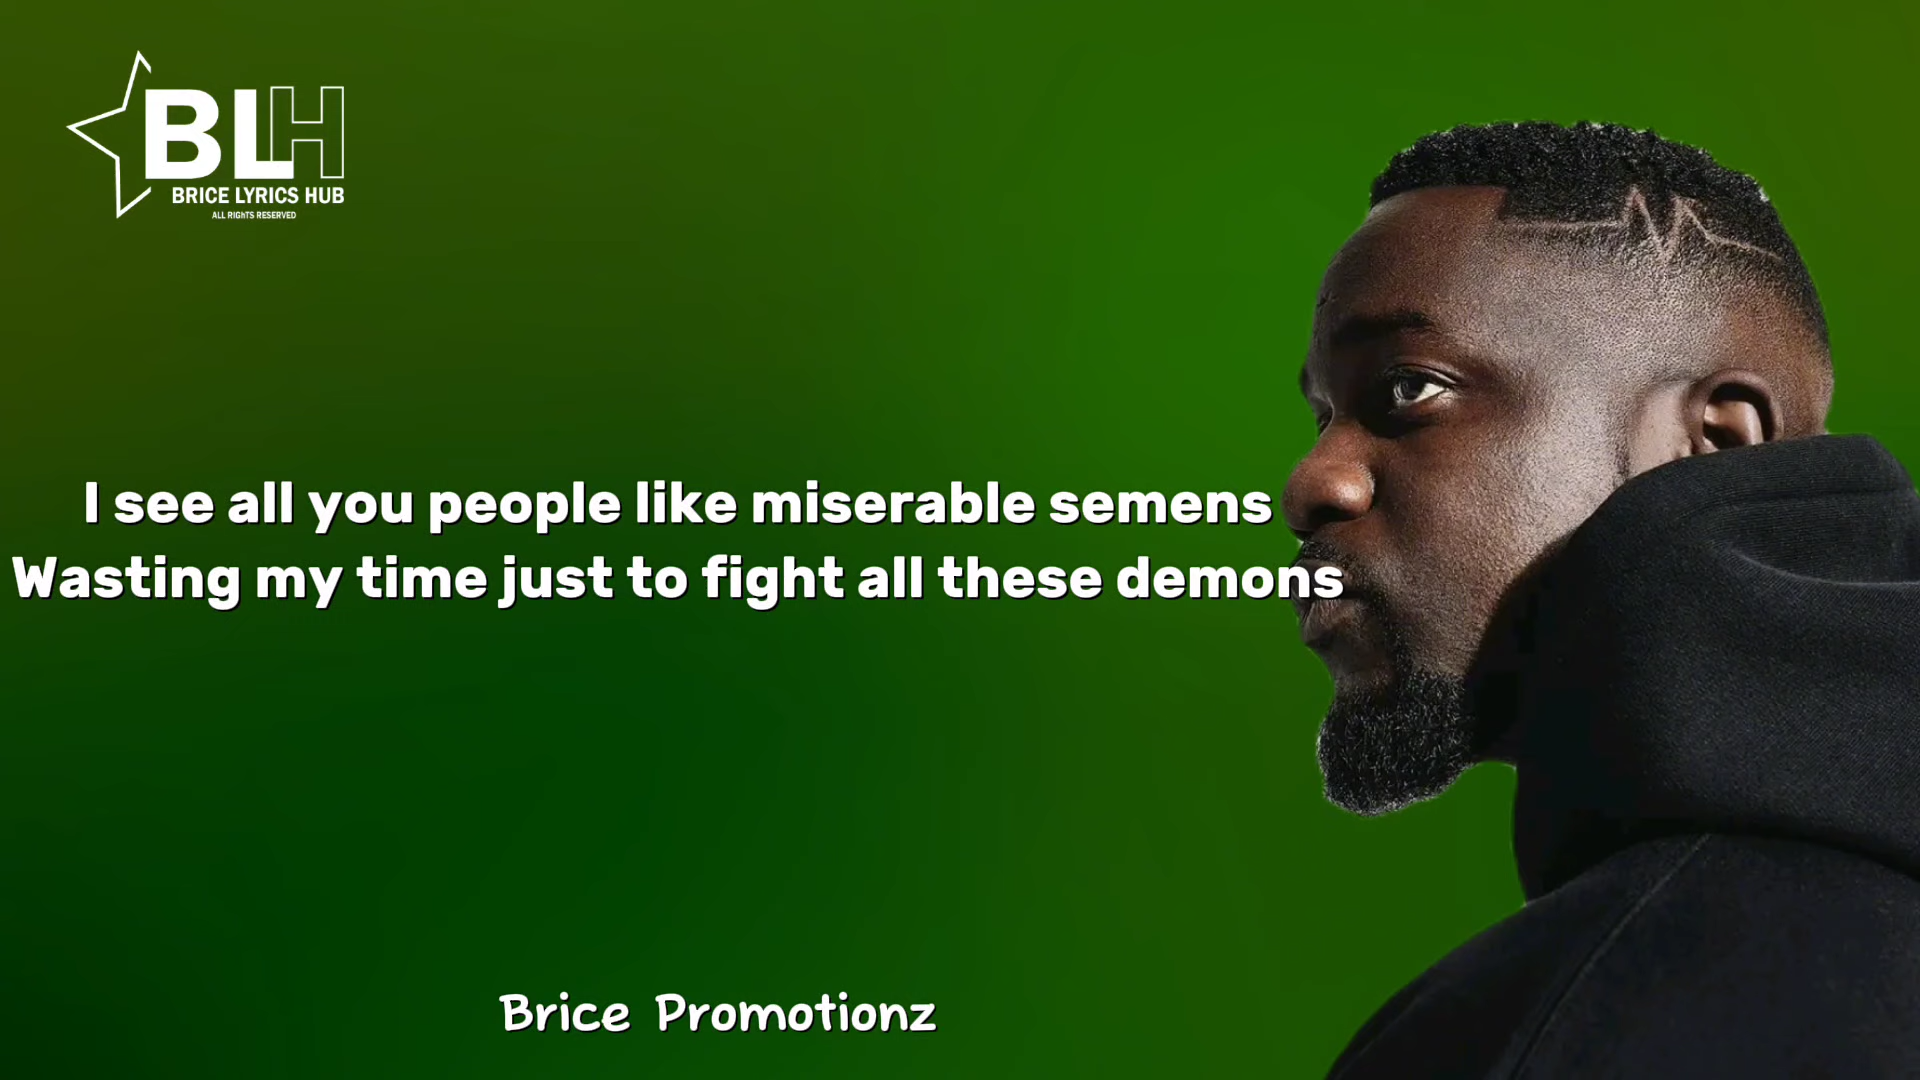 BLH
BRICE LYRICS HUB
ALL RIGhTS RESERVED
I see all you people like miserable semens
Wasting my time just to fight all these demons
Brice Promotionz